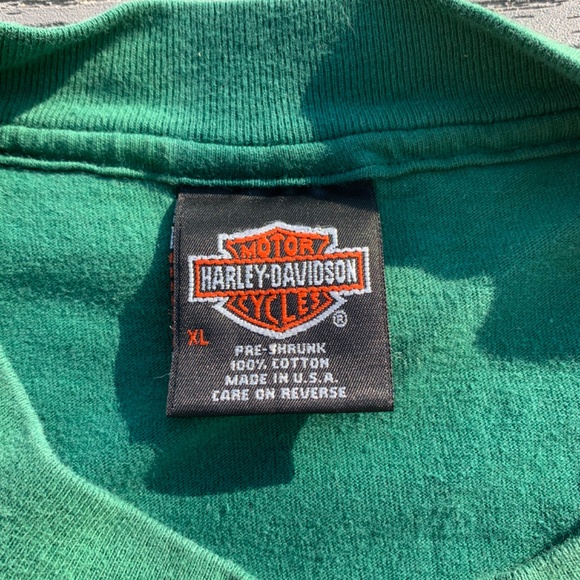 MOTOR
HARLEY-DAVIDSON
CYCLES
®
XL
PRE-SHRUNK
100% COTTON
MADE IN U.S.A.
CARE ON REVERSE